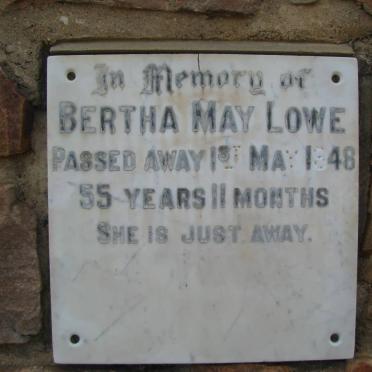 In Memory of
BERTHA MAY LOWE
PASSED AWAY 1ST MAY 1948
55 YEARS 11 MONTHS
SHE IS JUST AWAY.